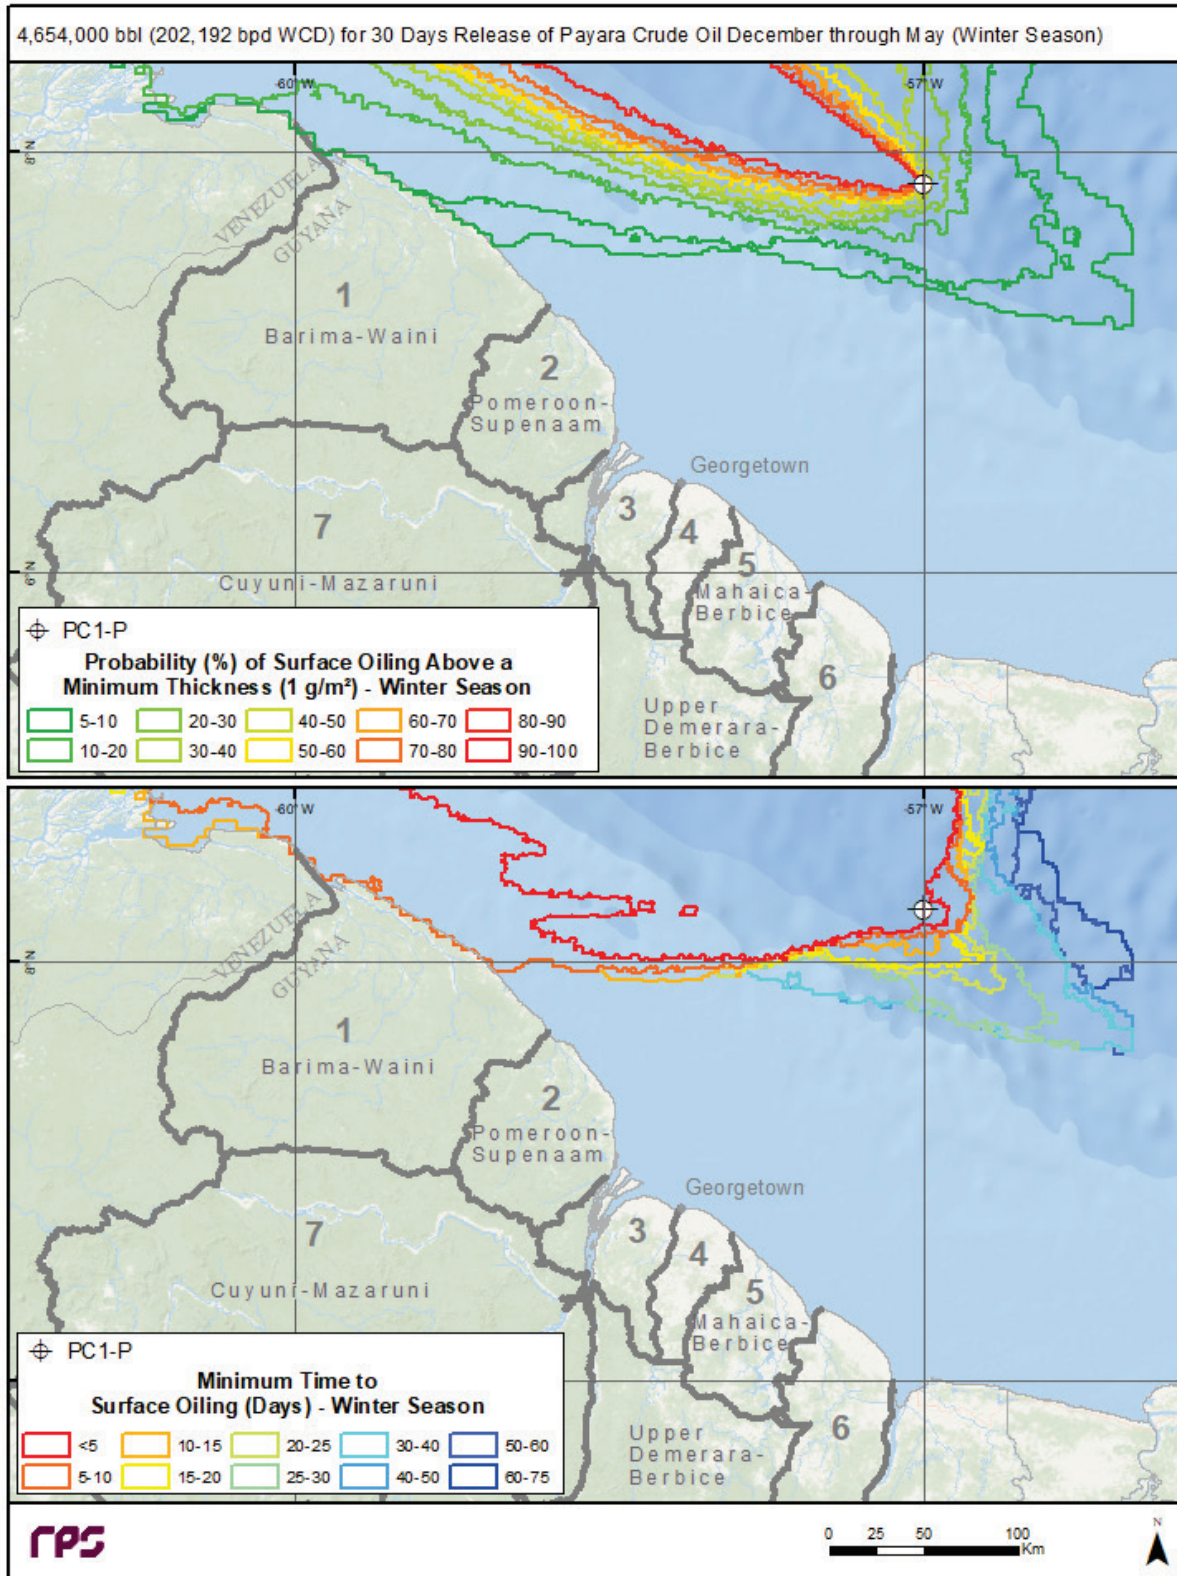 4,654,000 bbl (202,192 bpd WCD) for 30 Days Release of Payara Crude Oil December through May (Winter Season)
60°W
57°W
8°N
VENEZUELA
GUYANA
1
Barima-Waini
2
Pomeroon-
Supenaam
Georgetown
3
4
7
5
6°N
Cuyuni-Mazaruni
Mahaica-
Berbice
6
Upper
Demerara-
Berbice
PC1-P
Probability (%) of Surface Oiling Above a
Minimum Thickness (1 g/m²) - Winter Season
5-10 20-30 40-50 60-70 80-90
10-20 30-40 50-60 70-80 90-100
60°W
57°W
8°N
VENEZUELA
GUYANA
1
Barima-Waini
2
Pomeroon-
Supenaam
Georgetown
3
4
7
5
Cuyuni-Mazaruni
Mahaica-
Berbice
6
Upper
Demerara-
Berbice
PC1-P
Minimum Time to
Surface Oiling (Days) - Winter Season
<5 10-15 20-25 30-40 50-60
5-10 15-20 25-30 40-50 60-75
rps
0 25 50 100
Km
N